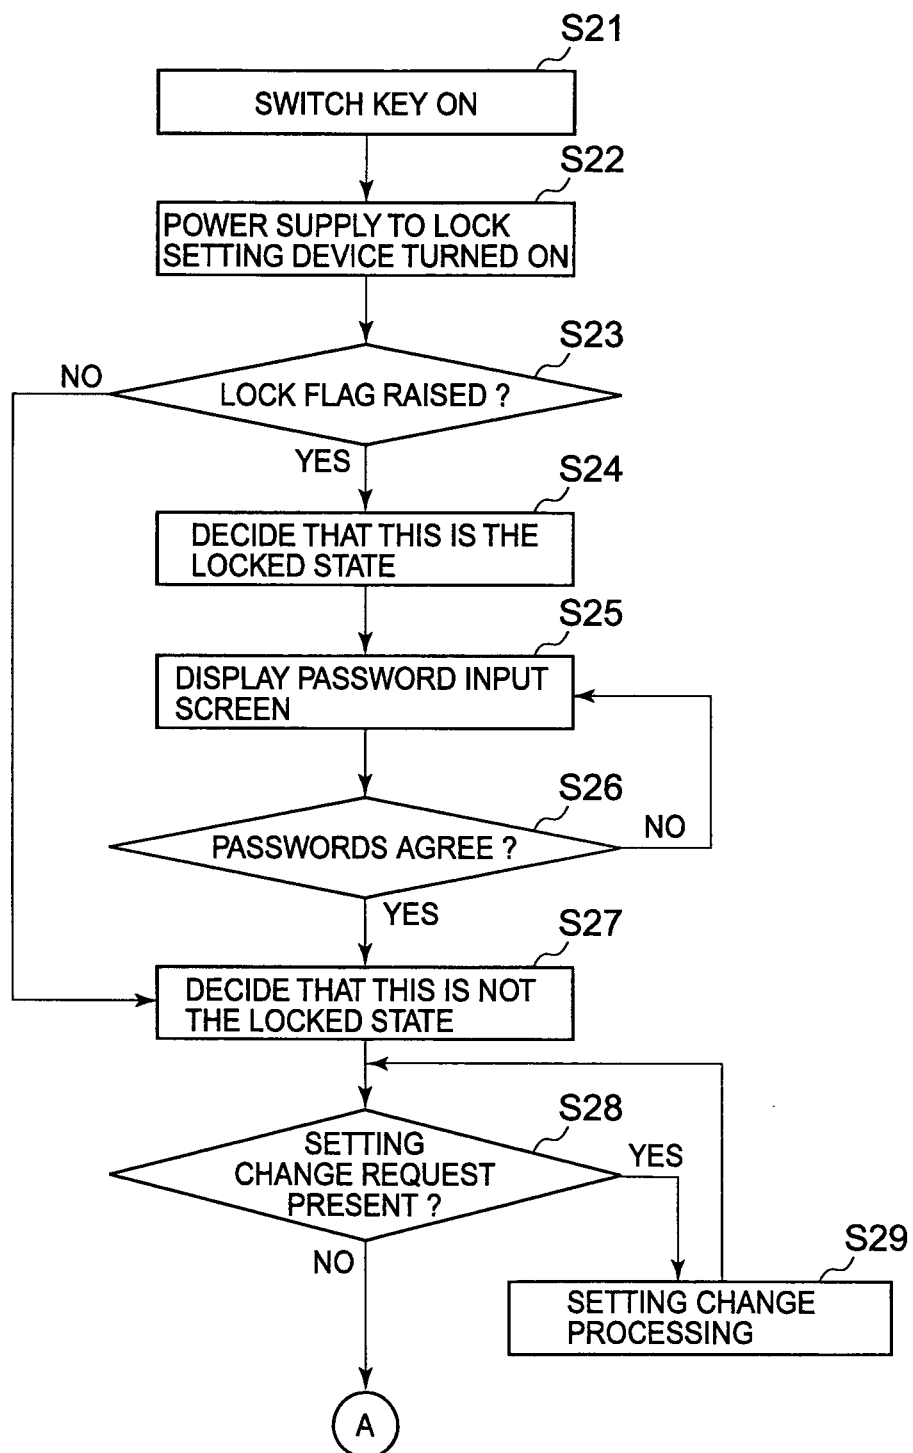 S21
SWITCH KEY ON
S22
POWER SUPPLY TO LOCK
SETTING DEVICE TURNED ON
S23
NO
LOCK FLAG RAISED ?
YES
S24
DECIDE THAT THIS IS THE
LOCKED STATE
S25
DISPLAY PASSWORD INPUT
SCREEN
S26
PASSWORDS AGREE ?
NO
YES
S27
DECIDE THAT THIS IS NOT
THE LOCKED STATE
S28
SETTING
CHANGE REQUEST
PRESENT ?
YES
NO
S29
SETTING CHANGE
PROCESSING
A